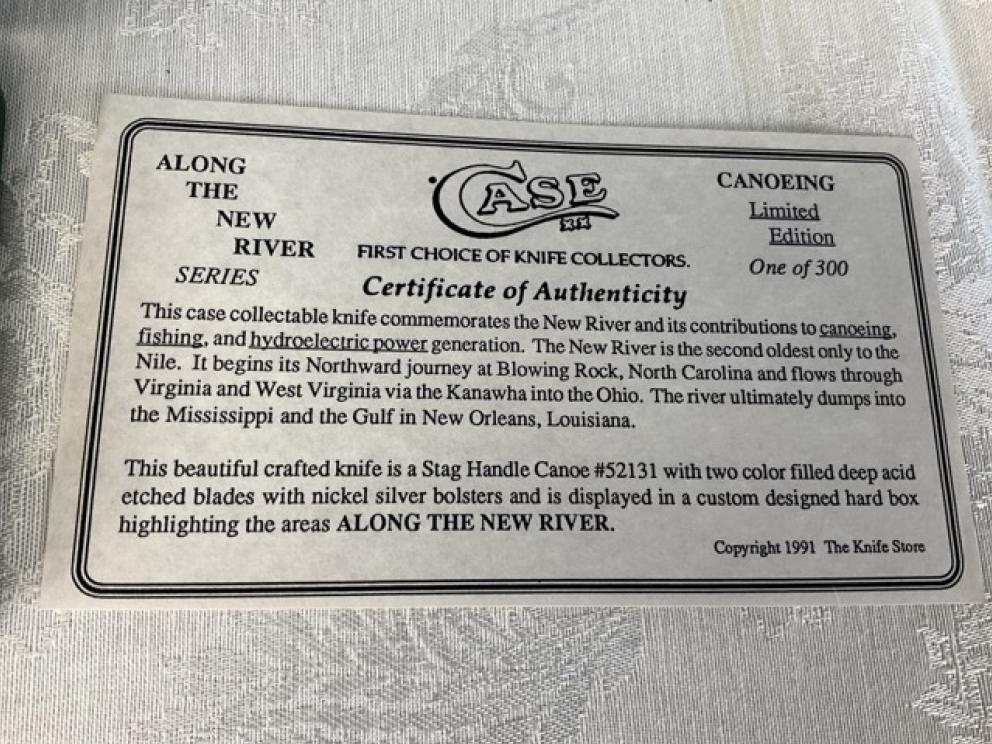 ALONG
THE
NEW
RIVER
SERIES
CASE
XX
FIRST CHOICE OF KNIFE COLLECTORS.
CANOEING
Limited
Edition
One of 300
Certificate of Authenticity
This case collectable knife commemorates the New River and its contributions to canoeing,
fishing, and hydroelectric power generation. The New River is the second oldest only to the
Nile. It begins its Northward journey at Blowing Rock, North Carolina and flows through
Virginia and West Virginia via the Kanawha into the Ohio. The river ultimately dumps into
the Mississippi and the Gulf in New Orleans, Louisiana.
This beautiful crafted knife is a Stag Handle Canoe #52131 with two color filled deep acid
etched blades with nickel silver bolsters and is displayed in a custom designed hard box
highlighting the areas ALONG THE NEW RIVER.
Copyright 1991 The Knife Store